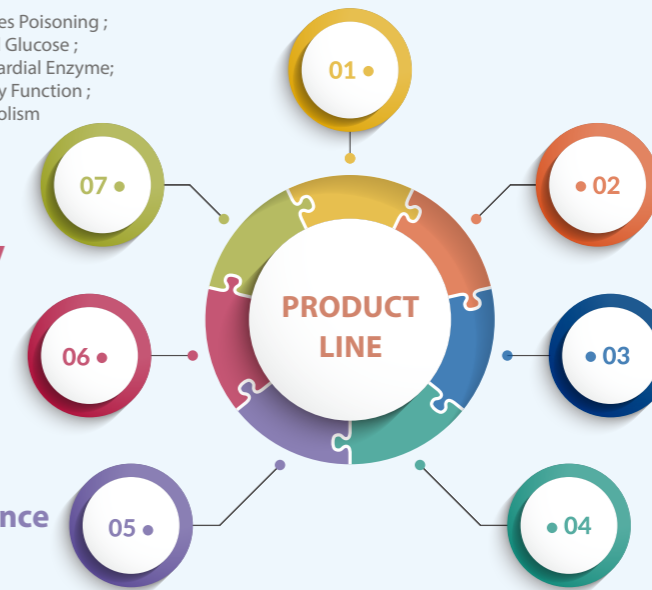 es Poisoning ;
Glucose ;
ardial Enzyme;
y Function ;
olism
01
07
02
y
PRODUCT
LINE
06
03
nce
05
04